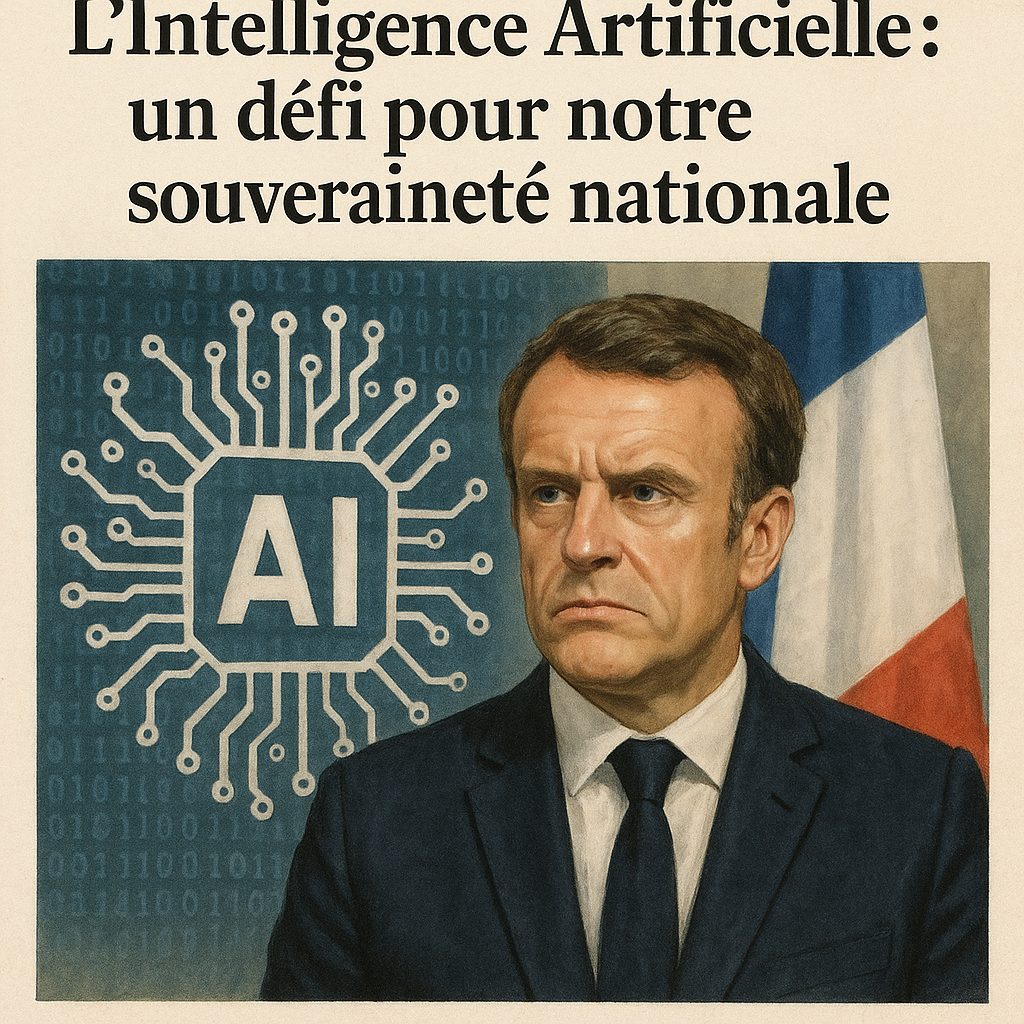 L'Intelligence Artificielle :
un défi pour notre
souveraineté nationale
AI